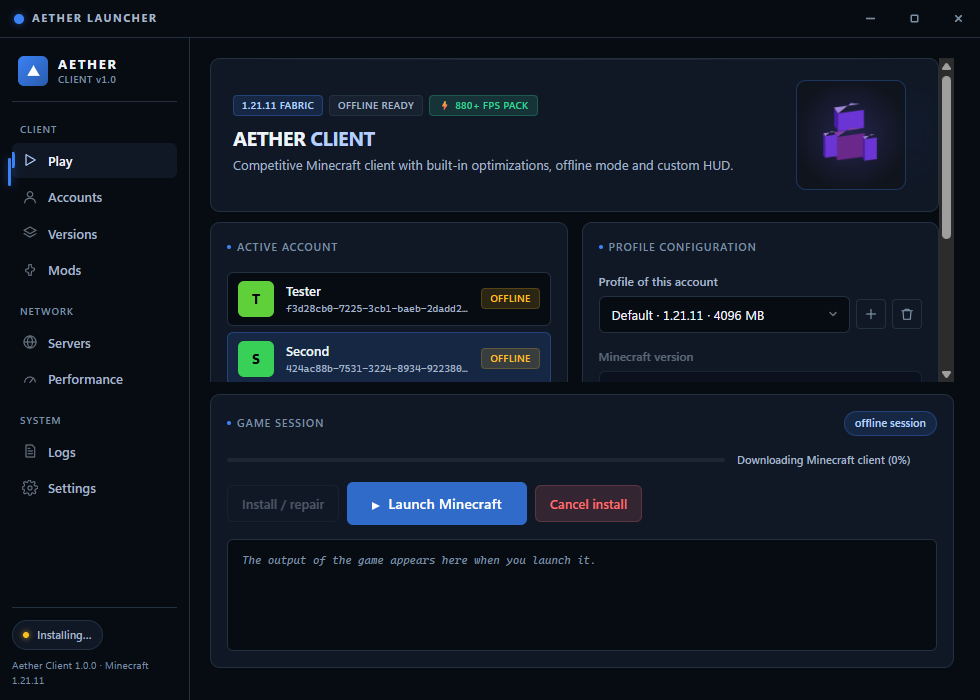 AETHER LAUNCHER
AETHER
CLIENT v1.0
CLIENT
Play
Accounts
Versions
Mods
NETWORK
Servers
Performance
SYSTEM
Logs
Settings
Installing...
Aether Client 1.0.0 · Minecraft
1.21.11
1.21.11 FABRIC
OFFLINE READY
880+ FPS PACK
AETHER CLIENT
Competitive Minecraft client with built-in optimizations, offline mode and custom HUD.
ACTIVE ACCOUNT
T
Tester
f3d28cb0-7225-3cb1-baeb-2dadd2...
OFFLINE
S
Second
424ac88b-7531-3224-8934-922380...
OFFLINE
PROFILE CONFIGURATION
Profile of this account
Default · 1.21.11 · 4096 MB
Minecraft version
GAME SESSION
offline session
Downloading Minecraft client (0%)
Install / repair
Launch Minecraft
Cancel install
The output of the game appears here when you launch it.